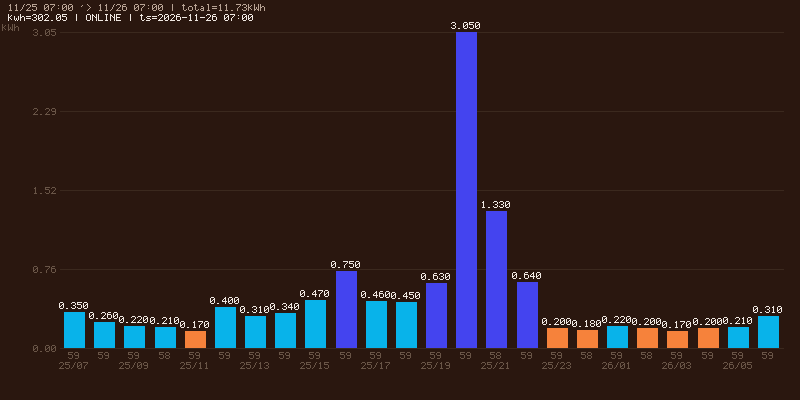 11/25 07:00 -> 11/26 07:00 | total=11.73KWh
Kwh=302.05 | ONLINE | ts=2026-11-26 07:00
KWh
3.05
2.29
1.52
0.76
0.00
0.350 0.260 0.220 0.210 0.170 0.400 0.310 0.340 0.470 0.750 0.460 0.450 0.630 3.050 1.330 0.640 0.200 0.180 0.220 0.200 0.170 0.200 0.210 0.310
59 59 59 58 59 59 59 59 59 59 59 59 59 59 58 59 59 58 59 58 59 59 59 59
25/07 25/09 25/11 25/13 25/15 25/17 25/19 25/21 25/23 26/01 26/03 26/05